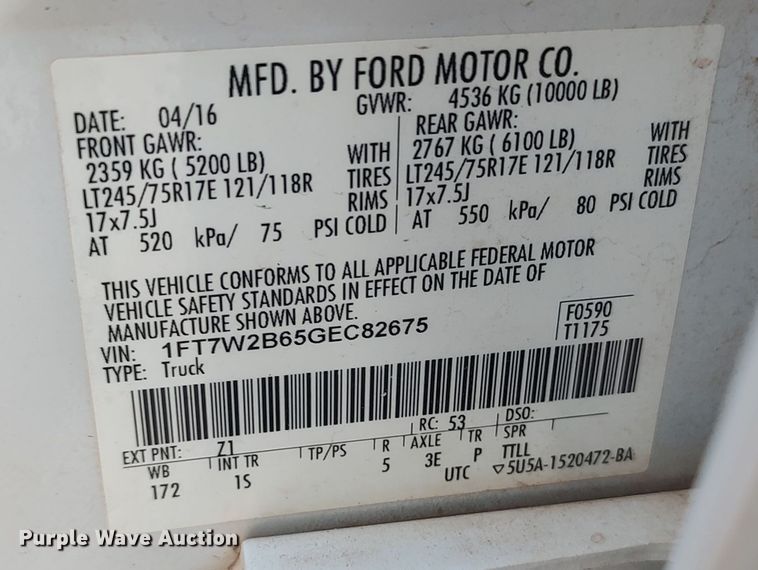 MFD. BY FORD MOTOR CO.
DATE: 04/16 GVWR: 4536 KG (10000 LB)
FRONT GAWR: REAR GAWR:
2359 KG ( 5200 LB) WITH 2767 KG ( 6100 LB) WITH
LT245/75R17E 121/118R TIRES LT245/75R17E 121/118R TIRES
17x7.5J RIMS 17x7.5J RIMS
AT 520 kPa/ 75 PSI COLD AT 550 kPa/ 80 PSI COLD
THIS VEHICLE CONFORMS TO ALL APPLICABLE FEDERAL MOTOR
VEHICLE SAFETY STANDARDS IN EFFECT ON THE DATE OF
MANUFACTURE SHOWN ABOVE.
VIN: 1FT7W2B65GEC82675 F0590
TYPE: Truck T1175
EXT PNT: Z1 RC: 53 DSO:
WB INT TR TP/PS R AXLE TR SPR
172 1S 5 3E P TTLL
UTC ▽5U5A-1520472-BA
Purple Wave Auction